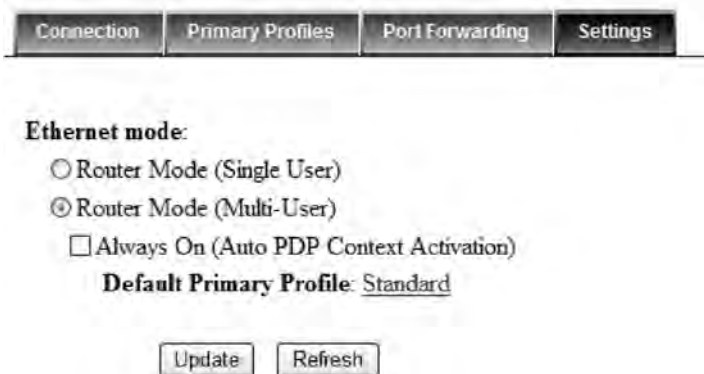 Connection Primary Profiles Port Forwarding Settings
Ethernet mode:
Router Mode (Single User)
Router Mode (Multi-User)
Always On (Auto PDP Context Activation)
Default Primary Profile: Standard
Update Refresh